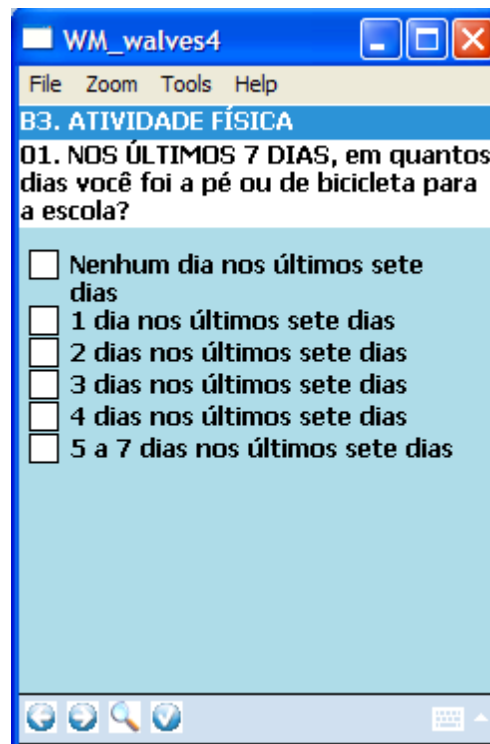 WM_walves4
File Zoom Tools Help
B3. ATIVIDADE FÍSICA
01. NOS ÚLTIMOS 7 DIAS, em quantos
dias você foi a pé ou de bicicleta para
a escola?
Nenhum dia nos últimos sete
dias
1 dia nos últimos sete dias
2 dias nos últimos sete dias
3 dias nos últimos sete dias
4 dias nos últimos sete dias
5 a 7 dias nos últimos sete dias